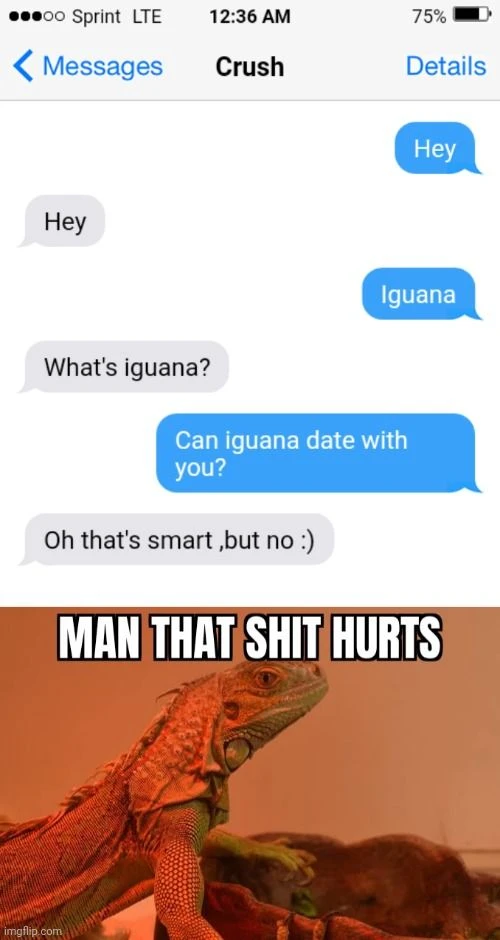 Sprint LTE 12:36 AM 75%
Messages Crush Details
Hey
Hey
Iguana
What's iguana?
Can iguana date with
you?
Oh that's smart ,but no :)
MAN THAT SHIT HURTS
imgflip.com